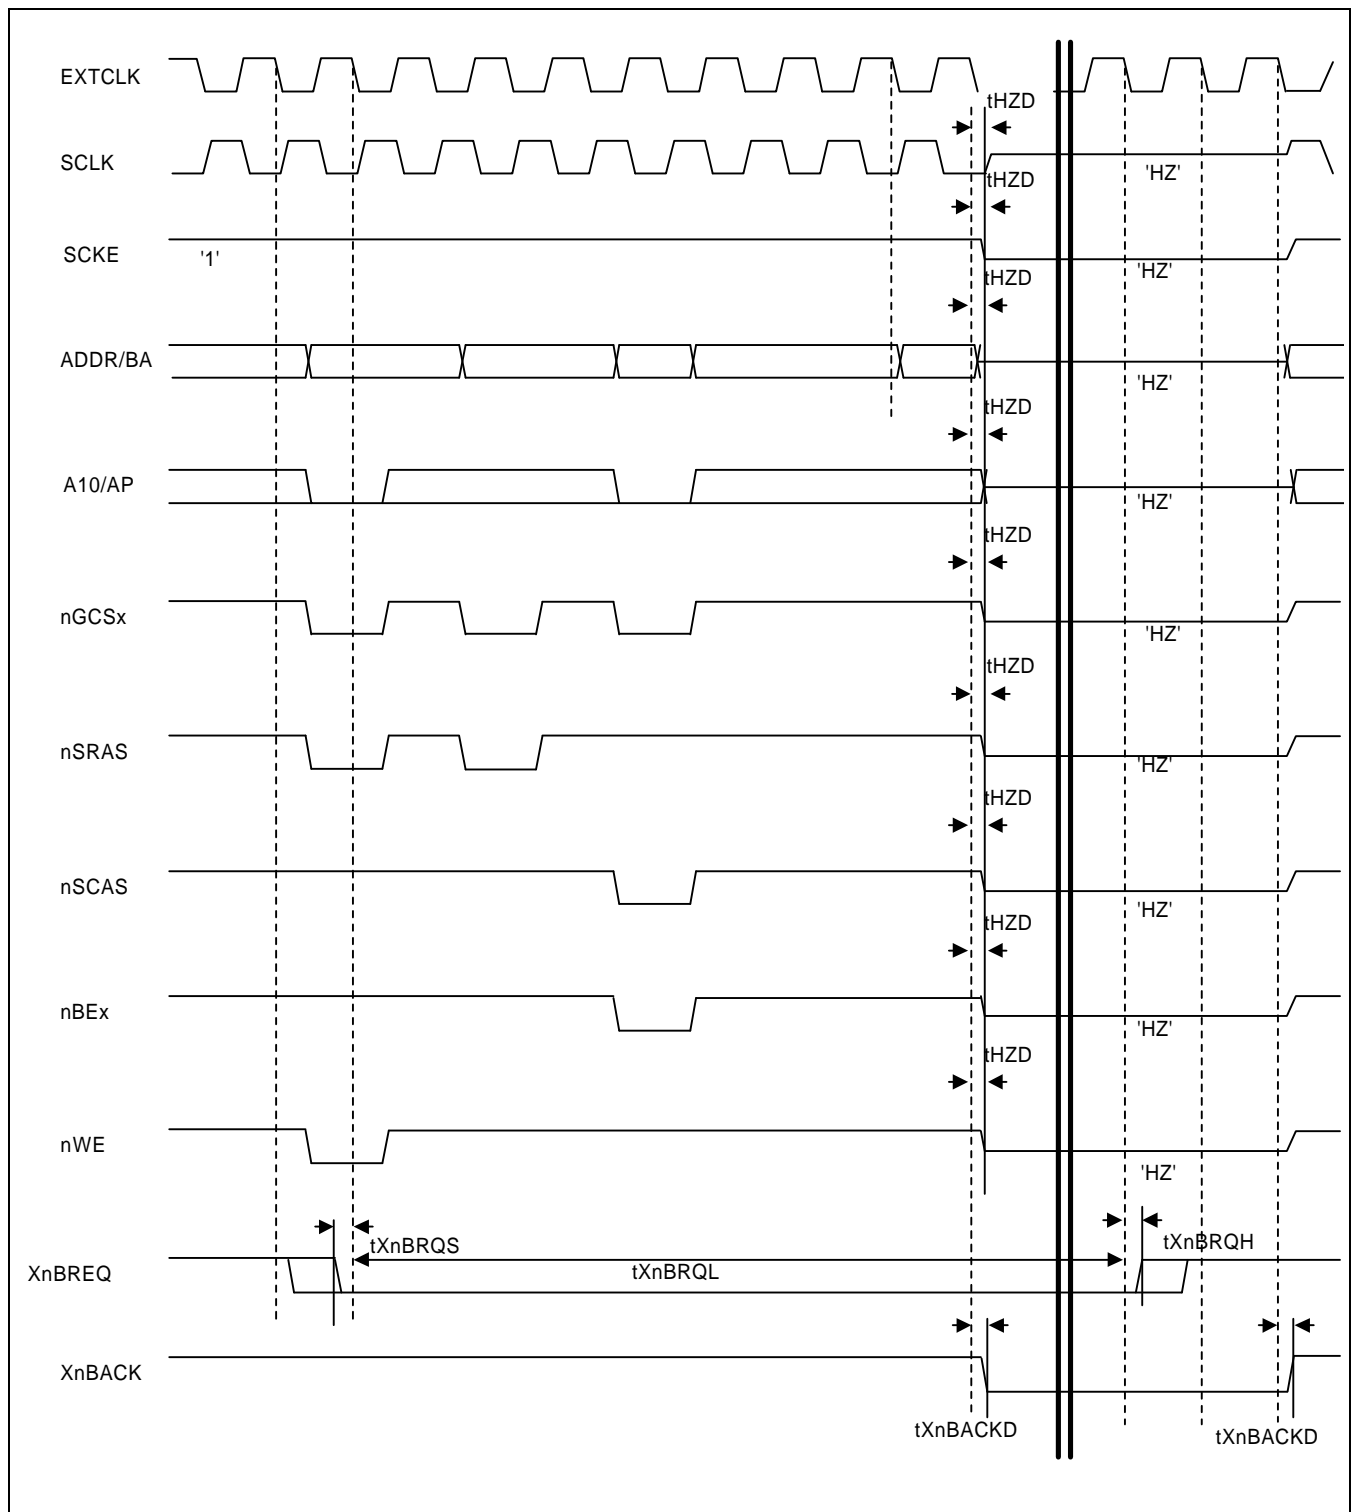 EXTCLK
tHZD
SCLK
'HZ'
tHZD
SCKE
'1'
'HZ'
tHZD
ADDR/BA
'HZ'
tHZD
A10/AP
'HZ'
tHZD
nGCSx
'HZ'
tHZD
nSRAS
'HZ'
tHZD
nSCAS
'HZ'
tHZD
nBEx
'HZ'
tHZD
nWE
'HZ'
tXnBRQS
tXnBRQH
XnBREQ
tXnBRQL
XnBACK
tXnBACKD
tXnBACKD